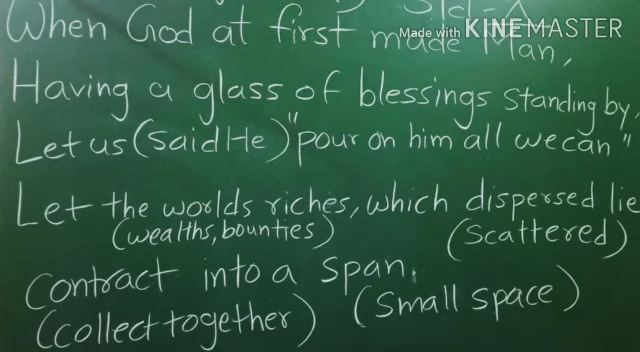 Made with KINEMASTER
When God at first made Man,
Having a glass of blessings standing by,
Let us (said He) "pour on him all we can"
Let the worlds riches, which dispersed lie
(wealths, bounties) (Scattered)
Contract into a span.
(collect together) (Small space)